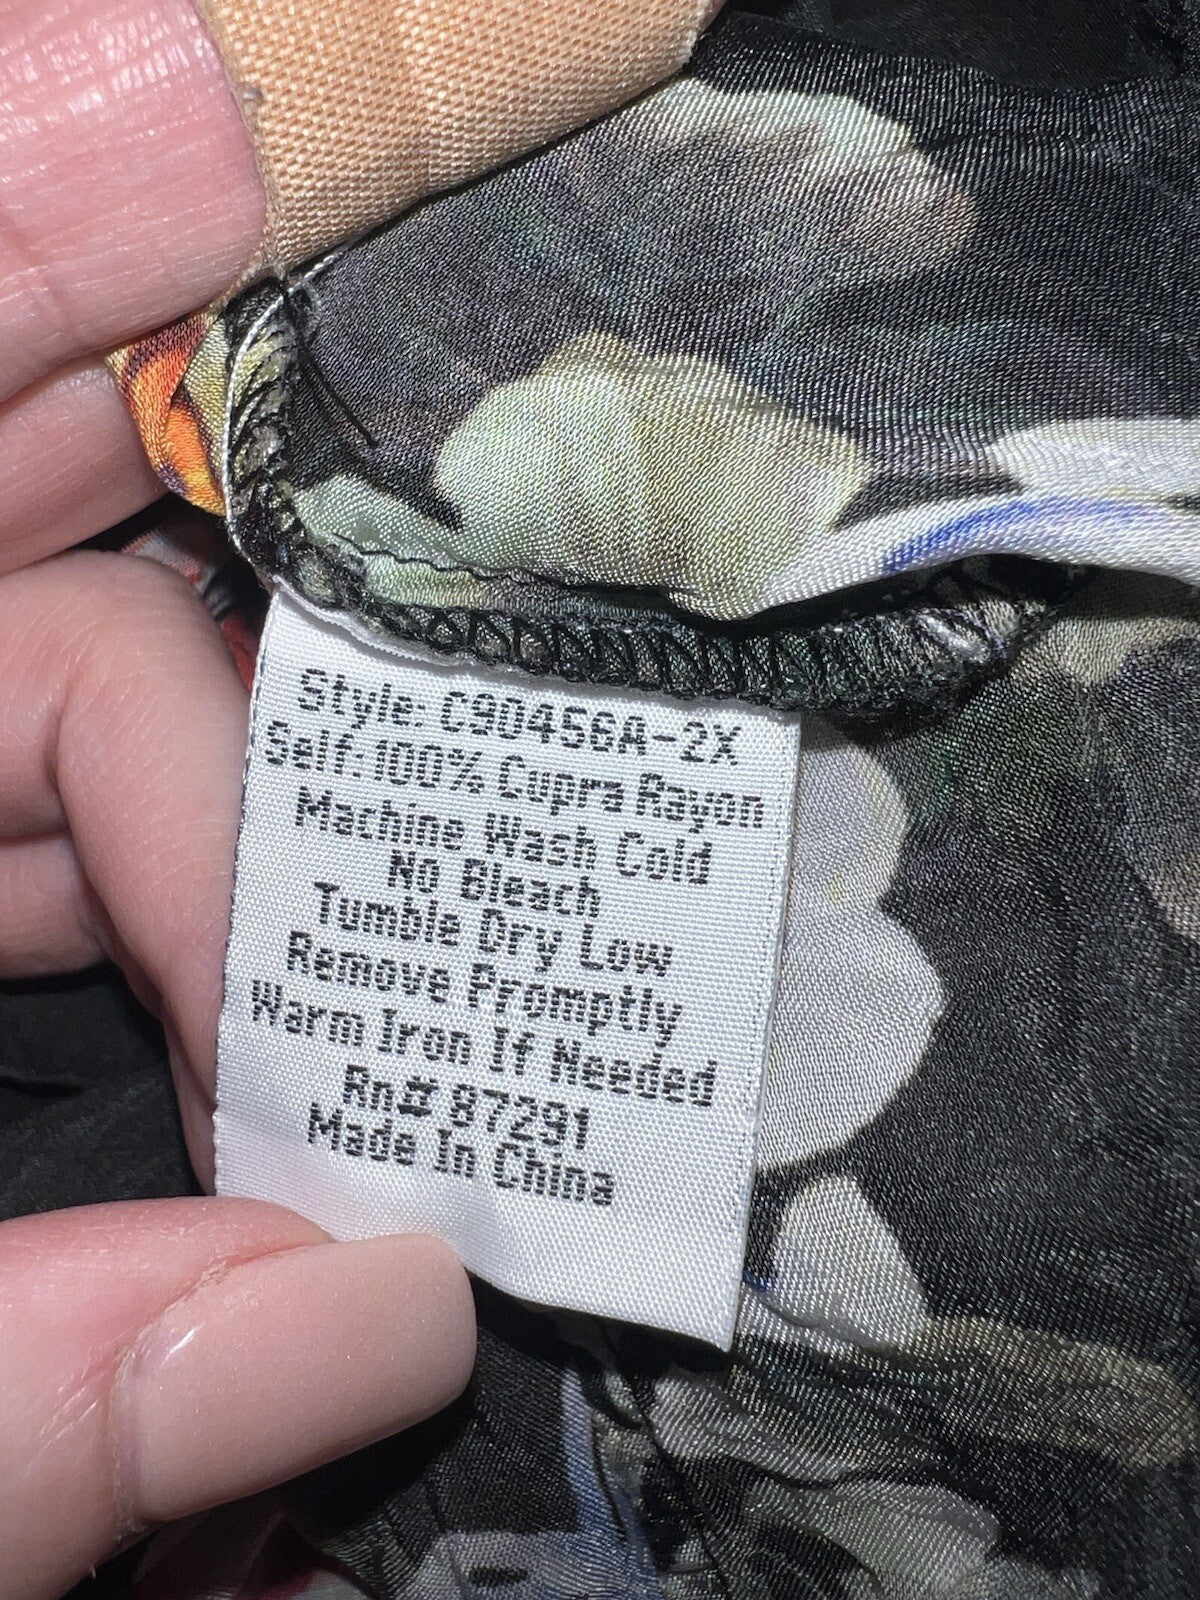 Style: C90456A-2X
Self:100% Cupra Rayon
Machine Wash Cold
No Bleach
Tumble Dry Low
Remove Promptly
Warm Iron If Needed
Rn# 87291
Made In China